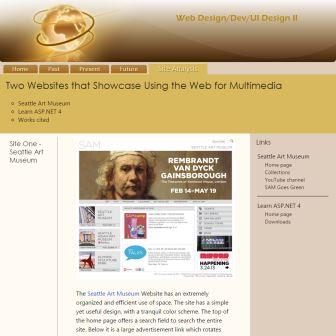 Web Design/Dev/UI Design II
Home
Past
Present
Future
Site Analysis
Two Websites that Showcase Using the Web for Multimedia
Seattle Art Museum
Learn ASP.NET 4
Works cited
Site One -
Seattle Art
Museum
SAM
SEATTLE ART MUSEUM
REMBRANDT
VAN DYCK
GAINSBOROUGH
FEB 14–MAY 19
HAPPENING
3.24.13
The Seattle Art Museum Website has an extremely
organized and efficient use of space. The site has a simple
yet useful design, with a tranquil color scheme. The top of
the home page offers a search field to search the entire
site. Below it is a large advertisement link which rotates
Links
Seattle Art Museum
Home page
Collections
YouTube channel
SAM Goes Green
Learn ASP.NET 4
Home page
Downloads